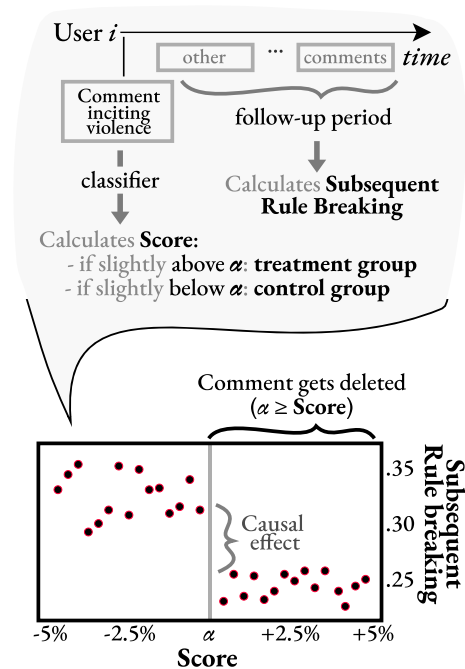 User i
time
other ... comments
Comment
inciting
violence
follow-up period
classifier
Calculates Subsequent
Rule Breaking
Calculates Score:
- if slightly above α: treatment group
- if slightly below α: control group
Comment gets deleted
(α ≥ Score)
Causal
effect
.35
.30
.25
Subsequent
Rule breaking
-5% -2.5% α +2.5% +5%
Score